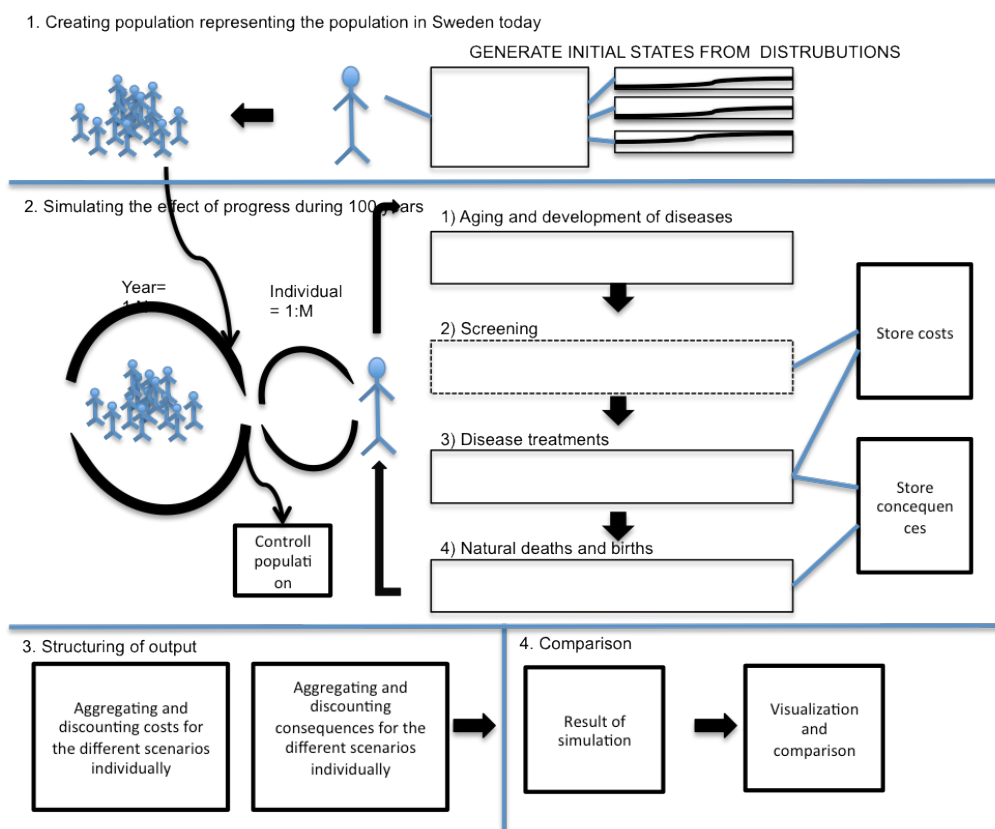 1. Creating population representing the population in Sweden today
GENERATE INITIAL STATES FROM DISTRUBUTIONS
2. Simulating the effect of progress during 100 years
Year=
Individual
= 1:M
1) Aging and development of diseases
2) Screening
3) Disease treatments
4) Natural deaths and births
Store costs
Store
concequen
ces
Controll
populati
on
3. Structuring of output
Aggregating and
discounting costs for
the different scenarios
individually
Aggregating and
discounting
consequences for the
different scenarios
individually
4. Comparison
Result of
simulation
Visualization
and
comparison